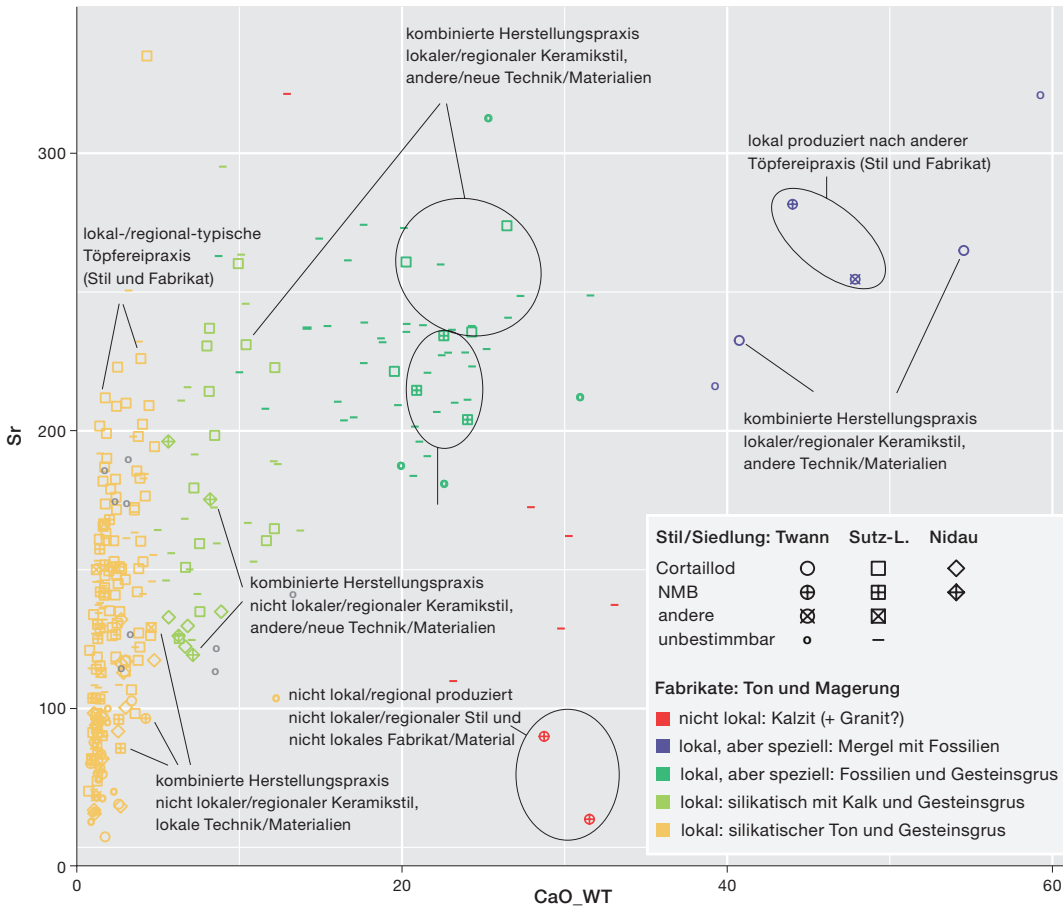 kombinierte Herstellungspraxis
lokaler/regionaler Keramikstil,
andere/neue Technik/Materialien
lokal produziert nach anderer
Töpfereipraxis (Stil und Fabrikat)
lokal-/regional-typische
Töpfereipraxis
(Stil und Fabrikat)
kombinierte Herstellungspraxis
lokaler/regionaler Keramikstil,
andere Technik/Materialien
kombinierte Herstellungspraxis
nicht lokaler/regionaler Keramikstil,
andere/neue Technik/Materialien
nicht lokal/regional produziert
nicht lokaler/regionaler Stil und
nicht lokales Fabrikat/Material
kombinierte Herstellungspraxis
nicht lokaler/regionaler Keramikstil,
lokale Technik/Materialien
Stil/Siedlung: Twann Sutz-L. Nidau
Cortaillod
NMB
andere
unbestimmbar
Fabrikate: Ton und Magerung
nicht lokal: Kalzit (+ Granit?)
lokal, aber speziell: Mergel mit Fossilien
lokal, aber speziell: Fossilien und Gesteinsgrus
lokal: silikatisch mit Kalk und Gesteinsgrus
lokal: silikatischer Ton und Gesteinsgrus
Sr
300
200
100
0
0 20 40 60
CaO_WT